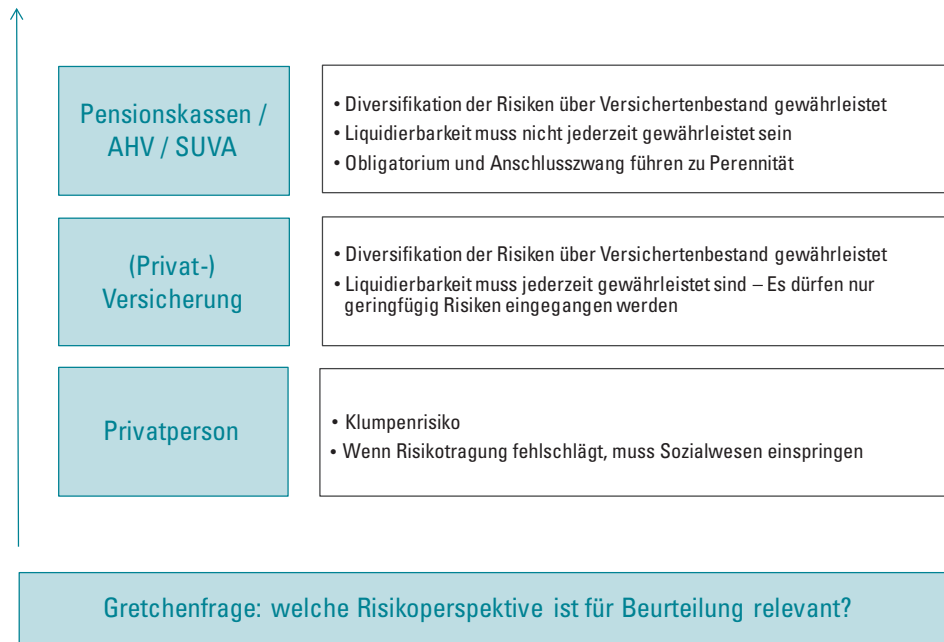 Pensionskassen /
AHV / SUVA
• Diversifikation der Risiken über Versichertenbestand gewährleistet
• Liquidierbarkeit muss nicht jederzeit gewährleistet sein
• Obligatorium und Anschlusszwang führen zu Perennität
(Privat-)
Versicherung
• Diversifikation der Risiken über Versichertenbestand gewährleistet
• Liquidierbarkeit muss jederzeit gewährleistet sind – Es dürfen nur
geringfügig Risiken eingegangen werden
Privatperson
• Klumpenrisiko
• Wenn Risikotragung fehlschlägt, muss Sozialwesen einspringen
Gretchenfrage: welche Risikoperspektive ist für Beurteilung relevant?